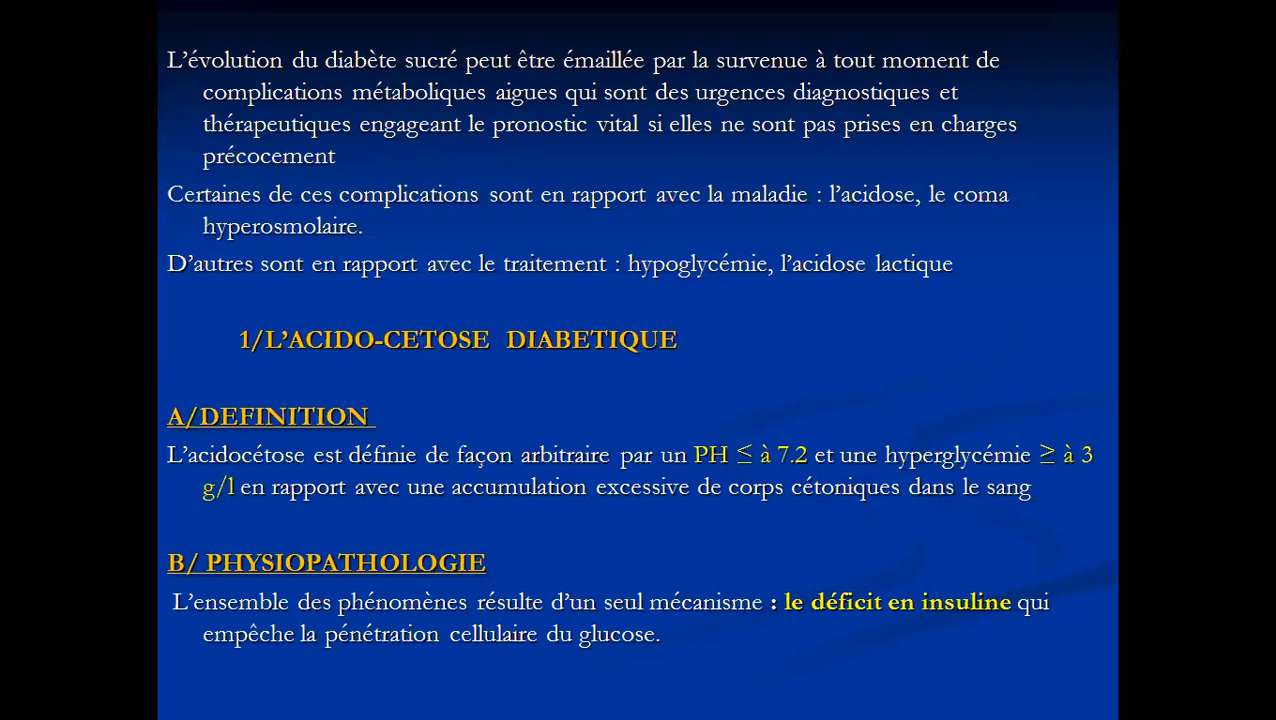 L’évolution du diabète sucré peut être émaillée par la survenue à tout moment de
complications métaboliques aigues qui sont des urgences diagnostiques et
thérapeutiques engageant le pronostic vital si elles ne sont pas prises en charges
précocement
Certaines de ces complications sont en rapport avec la maladie : l’acidose, le coma
hyperosmolaire.
D’autres sont en rapport avec le traitement : hypoglycémie, l’acidose lactique
1/L’ACIDO-CETOSE DIABETIQUE
A/DEFINITION
L’acidocétose est définie de façon arbitraire par un PH ≤ à 7.2 et une hyperglycémie ≥ à 3
g/l en rapport avec une accumulation excessive de corps cétoniques dans le sang
B/ PHYSIOPATHOLOGIE
L’ensemble des phénomènes résulte d’un seul mécanisme : le déficit en insuline qui
empêche la pénétration cellulaire du glucose.